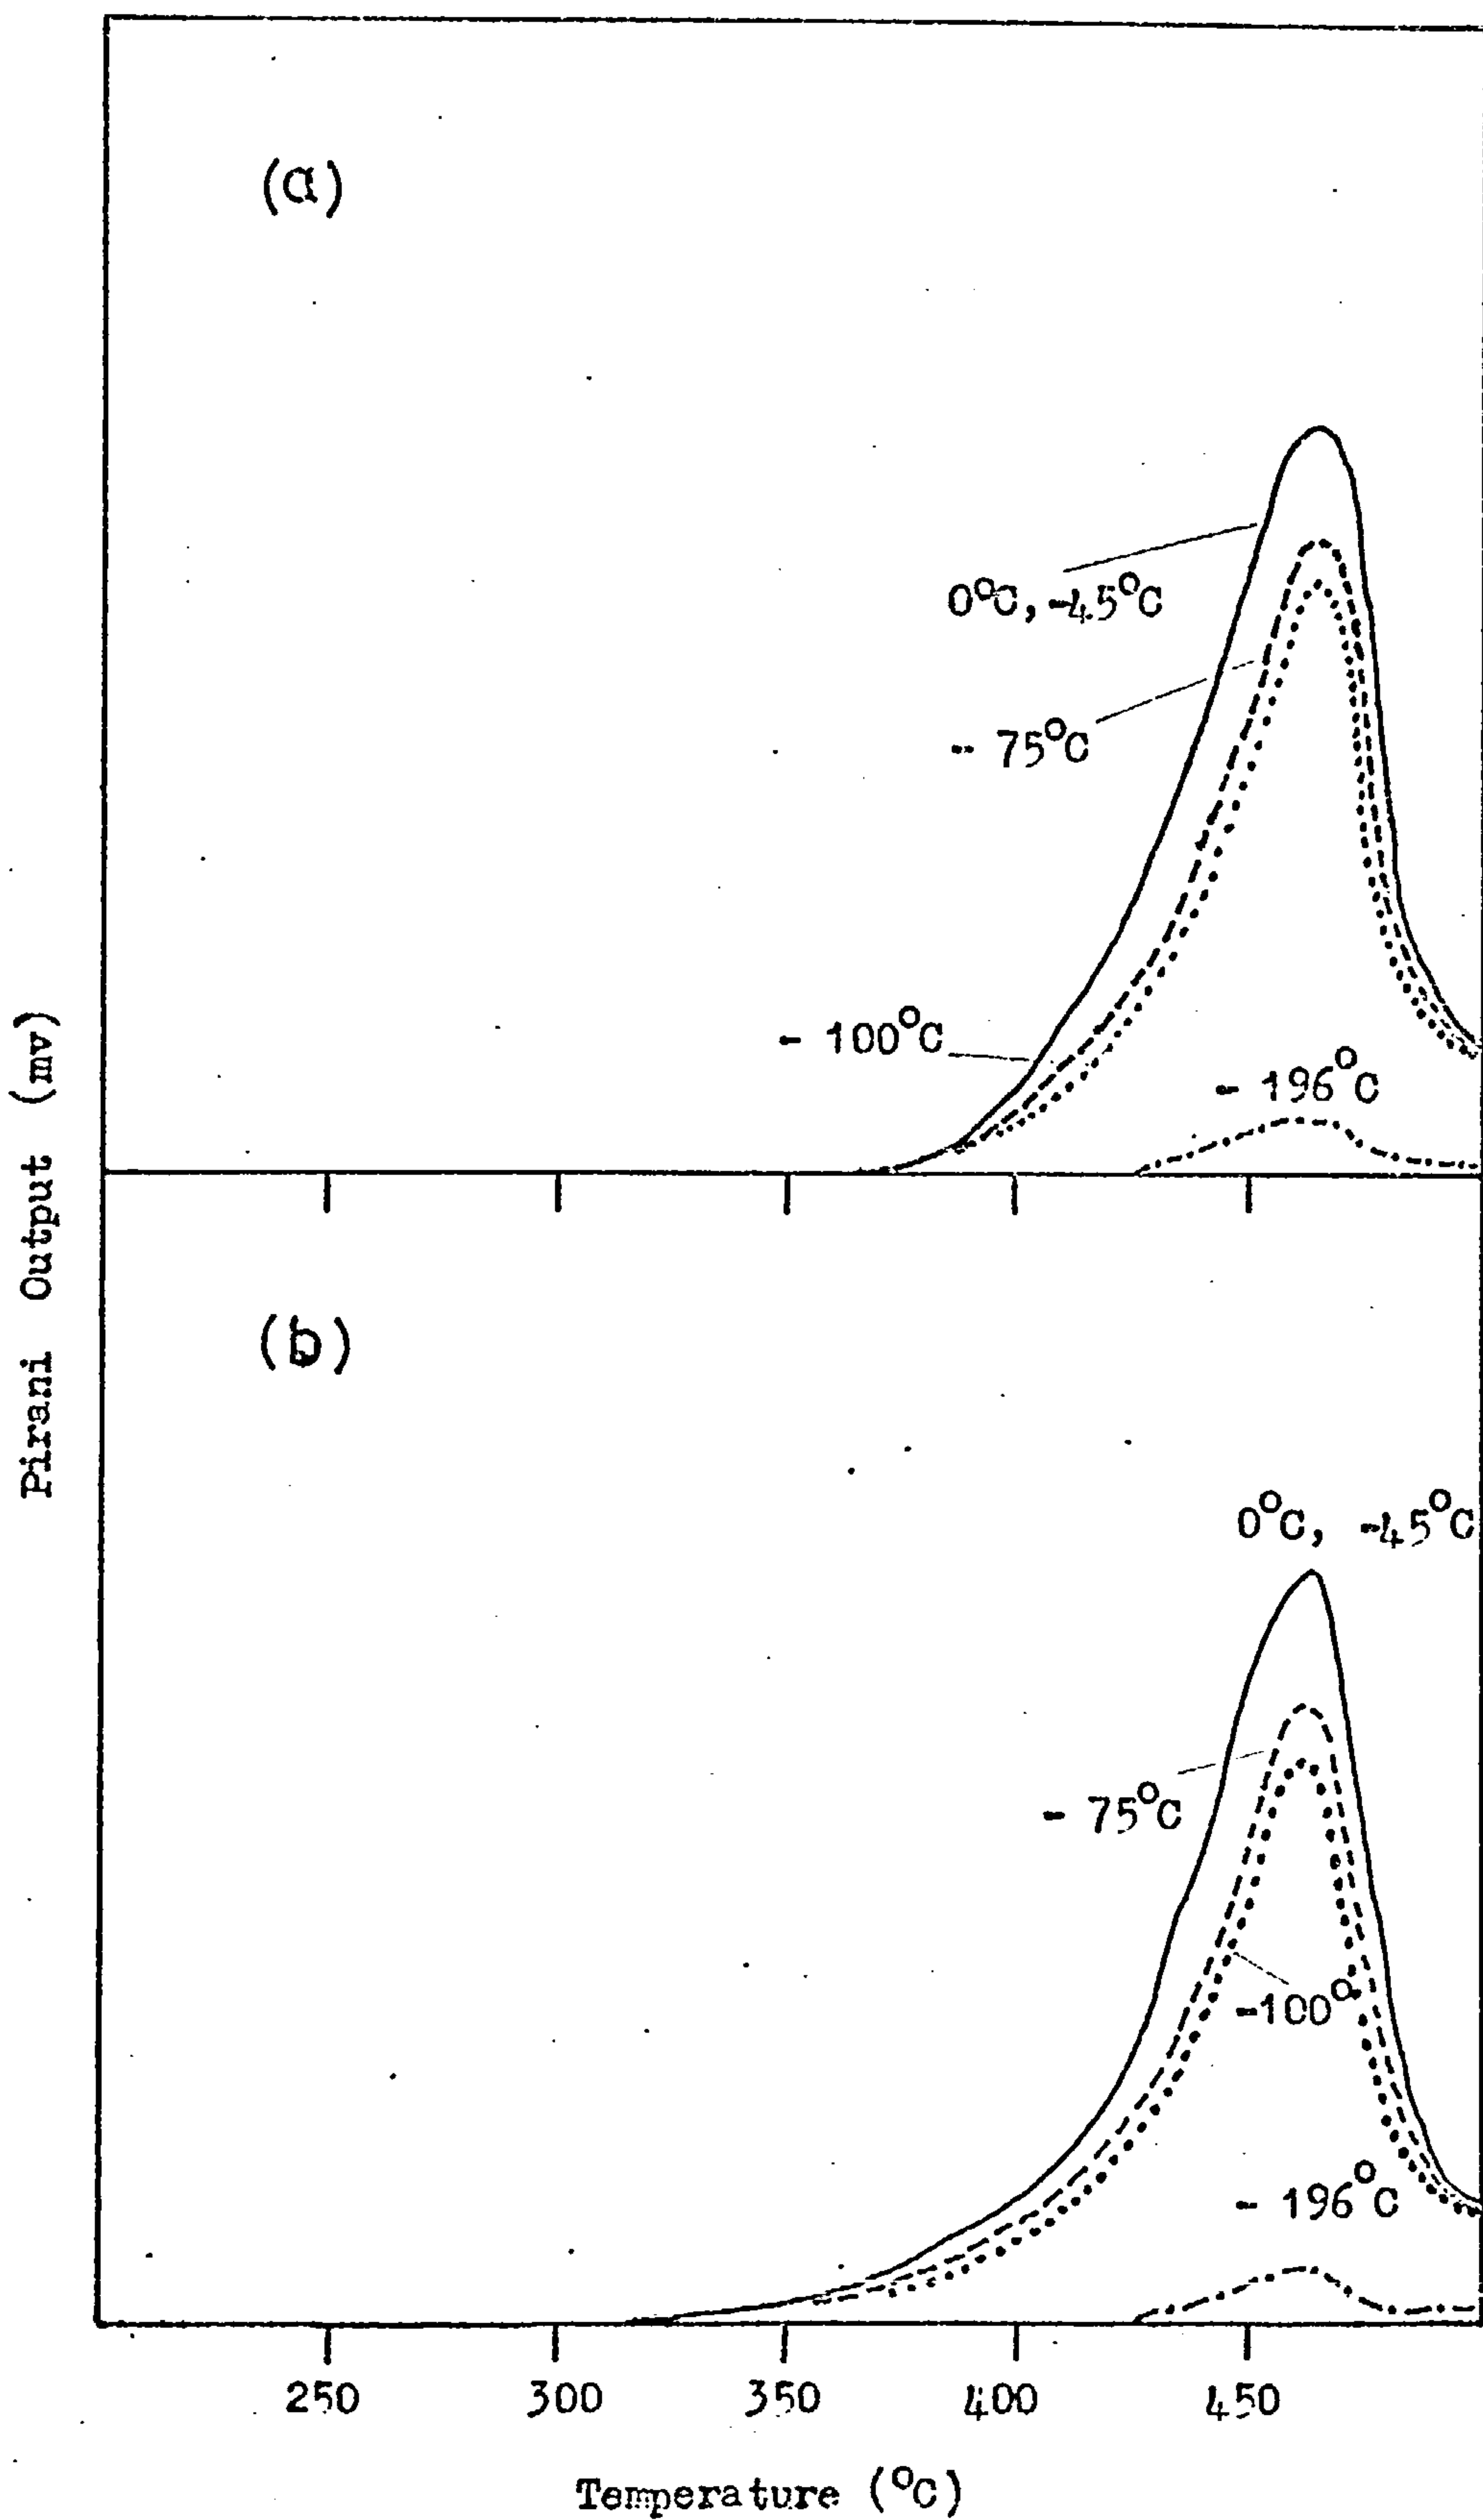 (a)
0°C, -45°C
- 75°C
- 100°C
- 196°C
Pirani Output (mv)
(b)
0°C, -45°C
- 75°C
-100°
- 196°C
250 300 350 400 450
Temperature (°C)